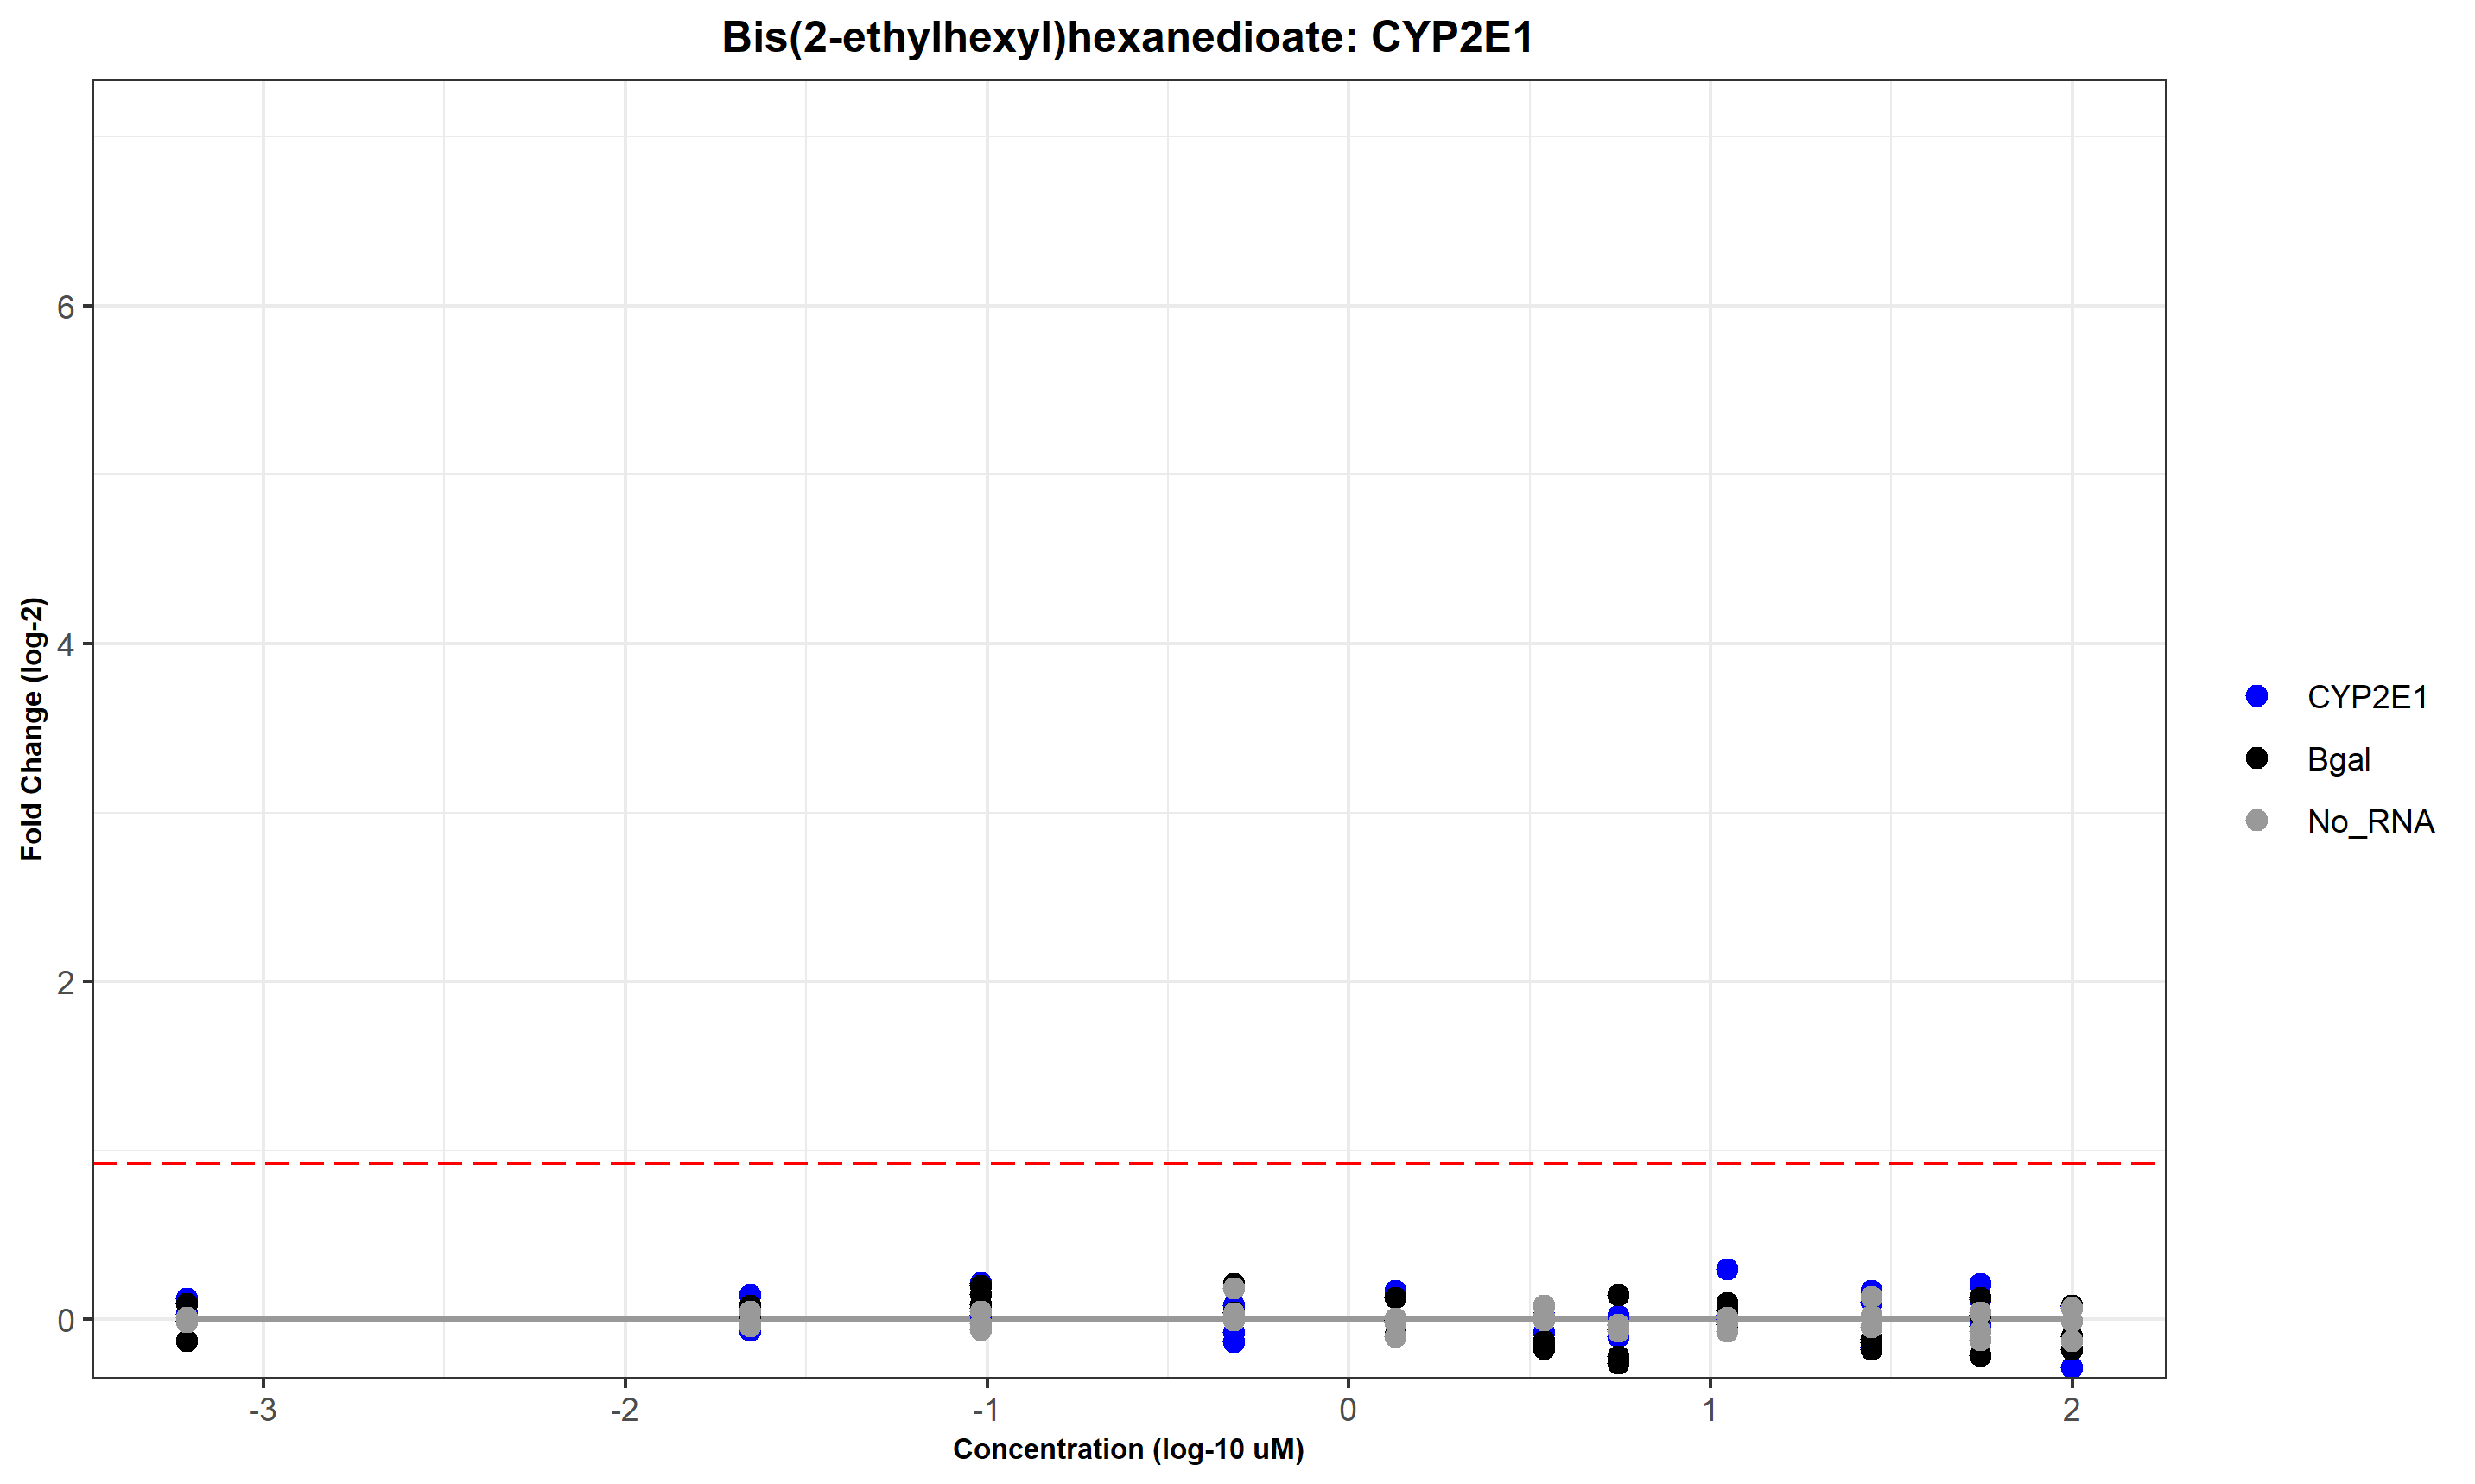 Bis(2-ethylhexyl)hexanedioate: CYP2E1
Fold Change (log-2)
6
4
2
0
-3 -2 -1 0 1 2
Concentration (log-10 uM)
CYP2E1
Bgal
No_RNA